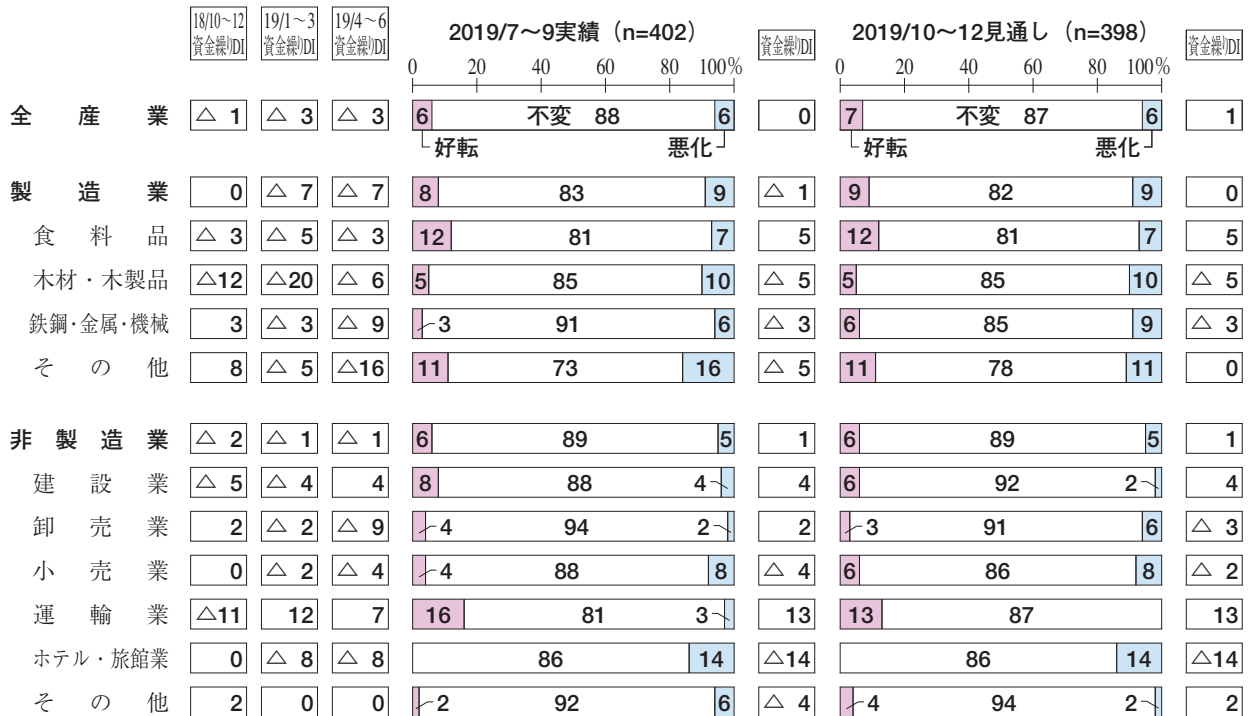 18/10～12 資金繰りDI 19/1～3 資金繰りDI 19/4～6 資金繰りDI 2019/7～9実績（n=402） 資金繰りDI 2019/10～12見通し（n=398） 資金繰りDI
0 20 40 60 80 100% 0 20 40 60 80 100%
全産業 △1 △3 △3 6 不変 88 6 0 7 不変 87 6 1
好転 悪化 好転 悪化
製造業 0 △7 △7 8 83 9 △1 9 82 9 0
食料品 △3 △5 △3 12 81 7 5 12 81 7 5
木材・木製品 △12 △20 △6 5 85 10 △5 5 85 10 △5
鉄鋼・金属・機械 3 △3 △9 3 91 6 △3 6 85 9 △3
その他 8 △5 △16 11 73 16 △5 11 78 11 0
非製造業 △2 △1 △1 6 89 5 1 6 89 5 1
建設業 △5 △4 4 8 88 4 4 6 92 2 4
卸売業 2 △2 △9 4 94 2 2 3 91 6 △3
小売業 0 △2 △4 4 88 8 △4 6 86 8 △2
運輸業 △11 12 7 16 81 3 13 13 87 13
ホテル・旅館業 0 △8 △8 86 14 △14 86 14 △14
その他 2 0 0 2 92 6 △4 4 94 2 2